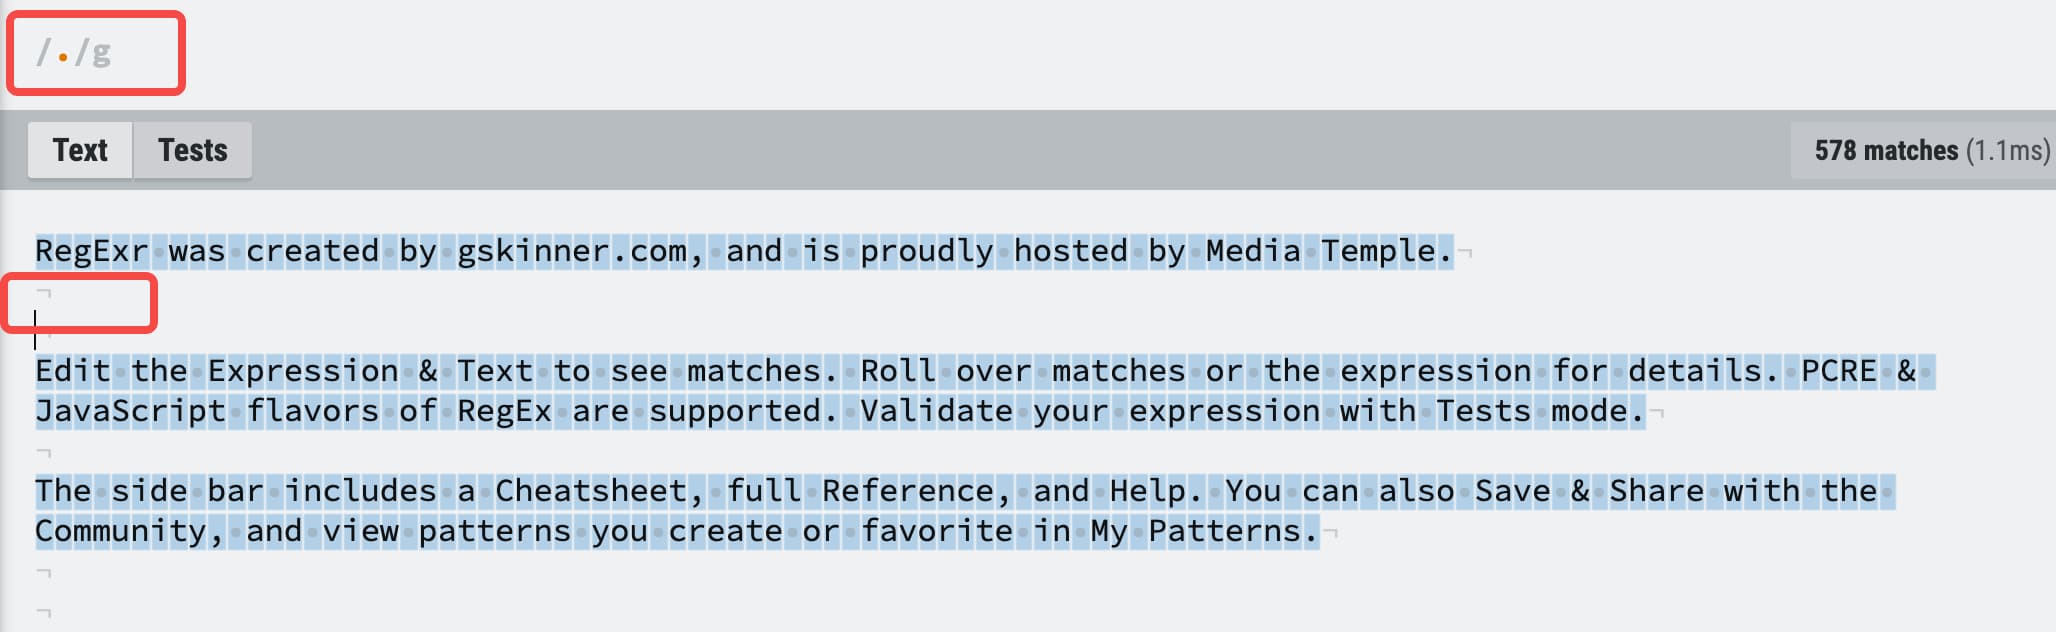 /./g
Text Tests 578 matches (1.1ms)
RegExr was created by gskinner.com, and is proudly hosted by Media Temple.
Edit the Expression & Text to see matches. Roll over matches or the expression for details. PCRE &
JavaScript flavors of RegEx are supported. Validate your expression with Tests mode.
The side bar includes a Cheatsheet, full Reference, and Help. You can also Save & Share with the
Community, and view patterns you create or favorite in My Patterns.